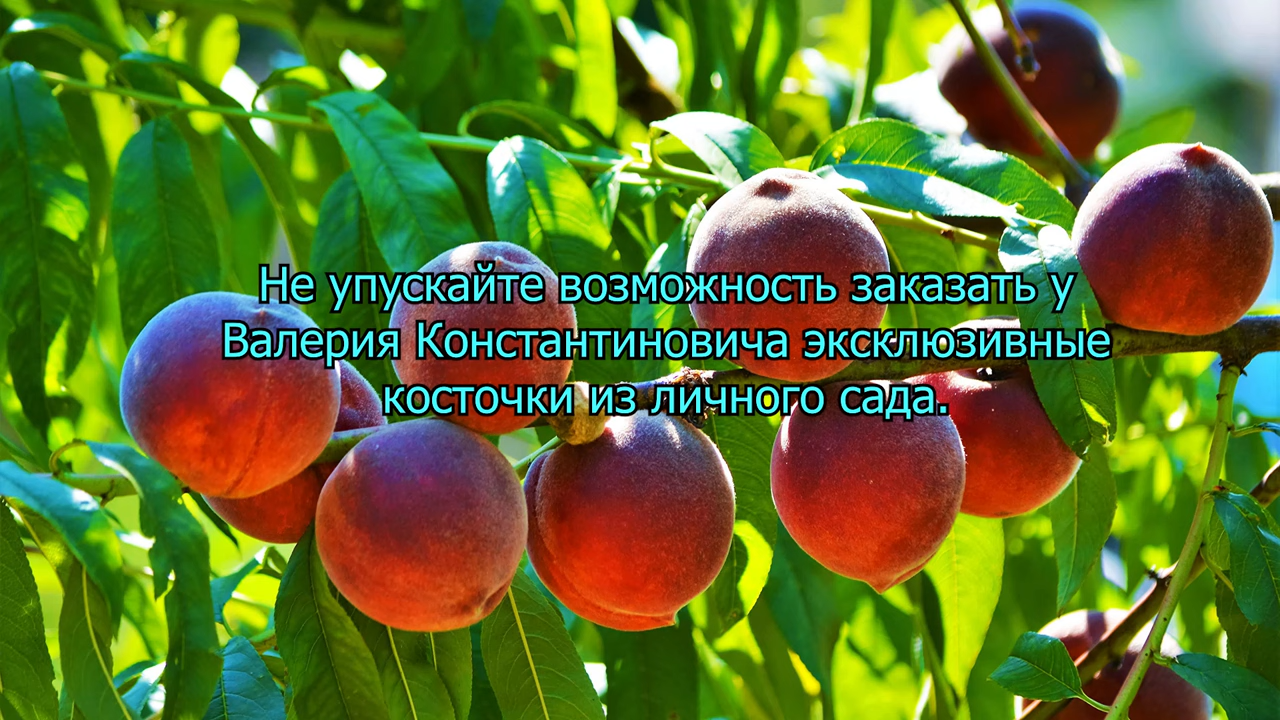 Не упускайте возможность заказать у
Валерия Константиновича эксклюзивные
косточки из личного сада.